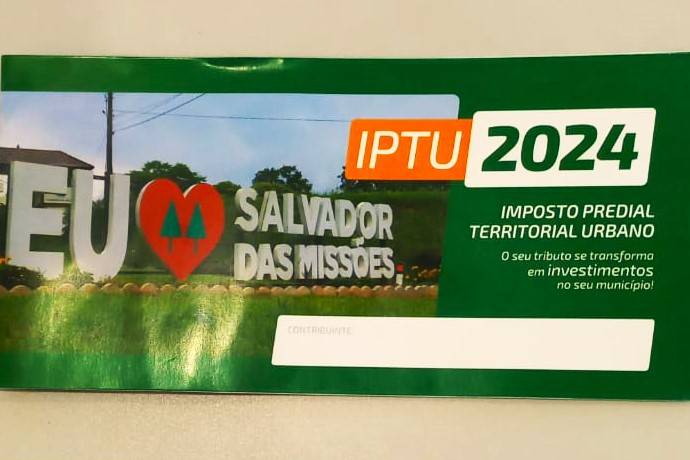 IPTU 2024
IMPOSTO PREDIAL
TERRITORIAL URBANO
O seu tributo se transforma
em investimentos
no seu município!
EU
SALVADOR
DAS MISSÕES
CONTRIBUINTE